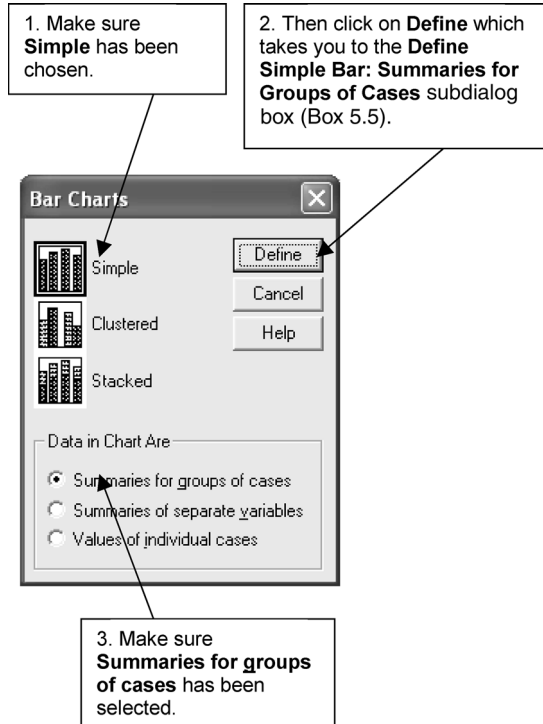 1. Make sure
Simple has been
chosen.
2. Then click on Define which
takes you to the Define
Simple Bar: Summaries for
Groups of Cases subdialog
box (Box 5.5).
Bar Charts
Simple
Define
Cancel
Clustered
Help
Stacked
Data in Chart Are
Summaries for groups of cases
Summaries of separate variables
Values of individual cases
3. Make sure
Summaries for groups
of cases has been
selected.